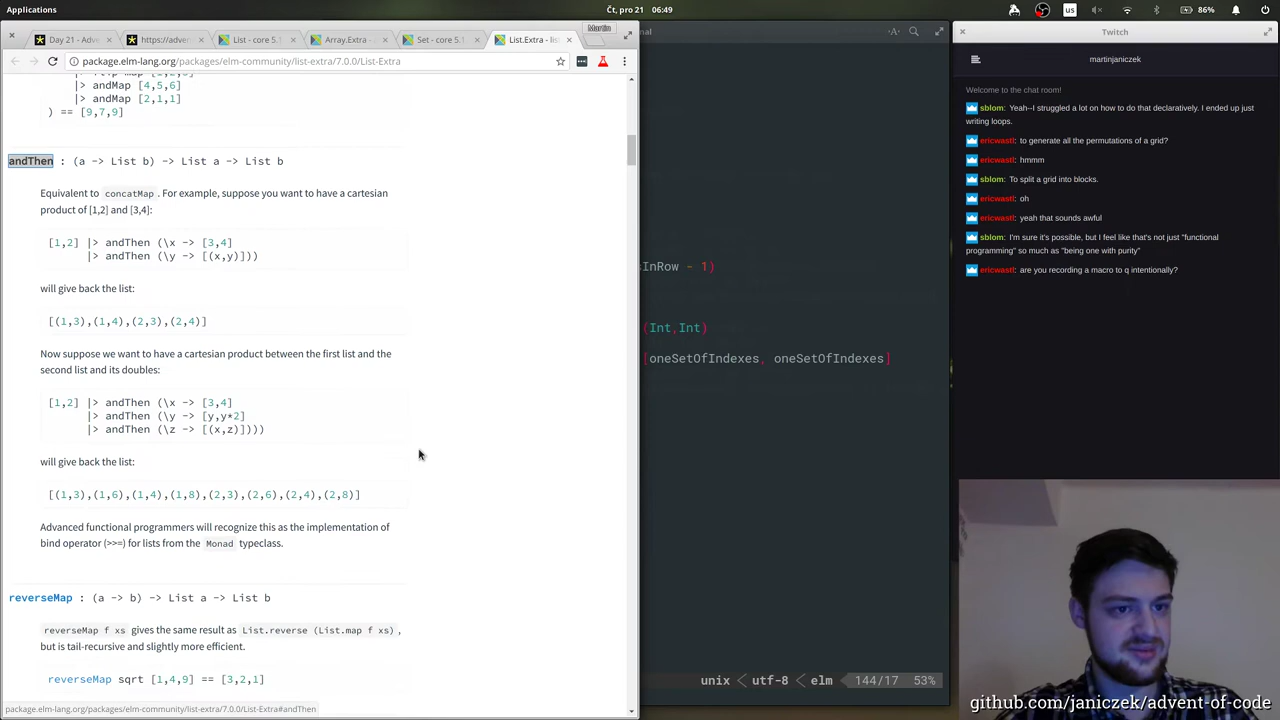 Applications
Čt, pro 21
06:49
us
86%
Martin
Day 21 - Adve
https://adven
List - core 5.1
Array.Extra -
Set - core 5.1
List.Extra - lis
package.elm-lang.org/packages/elm-community/list-extra/7.0.0/List-Extra
|> andMap [4,5,6]
|> andMap [2,1,1]
) == [9,7,9]
andThen : (a -> List b) -> List a -> List b
Equivalent to concatMap . For example, suppose you want to have a cartesian
product of [1,2] and [3,4]:
[1,2] |> andThen (\x -> [3,4]
|> andThen (\y -> [(x,y)]))
will give back the list:
[(1,3),(1,4),(2,3),(2,4)]
Now suppose we want to have a cartesian product between the first list and the
second list and its doubles:
[1,2] |> andThen (\x -> [3,4]
|> andThen (\y -> [y,y*2]
|> andThen (\z -> [(x,z)])))
will give back the list:
[(1,3),(1,6),(1,4),(1,8),(2,3),(2,6),(2,4),(2,8)]
Advanced functional programmers will recognize this as the implementation of
bind operator (>>=) for lists from the Monad typeclass.
reverseMap : (a -> b) -> List a -> List b
reverseMap f xs gives the same result as List.reverse (List.map f xs) ,
but is tail-recursive and slightly more efficient.
reverseMap sqrt [1,4,9] == [3,2,1]
package.elm-lang.org/packages/elm-community/list-extra/7.0.0/List-Extra#andThen
nal
sInRow - 1)
(Int,Int)
[oneSetOfIndexes, oneSetOfIndexes]
unix < utf-8 < elm 144/17 53%
Twitch
martinjaniczek
Welcome to the chat room!
sblom: Yeah--I struggled a lot on how to do that declaratively. I ended up just
writing loops.
ericwastl: to generate all the permutations of a grid?
ericwastl: hmmm
sblom: To split a grid into blocks.
ericwastl: oh
ericwastl: yeah that sounds awful
sblom: I'm sure it's possible, but I feel like that's not just "functional
programming" so much as "being one with purity"
ericwastl: are you recording a macro to q intentionally?
github.com/janiczek/advent-of-code